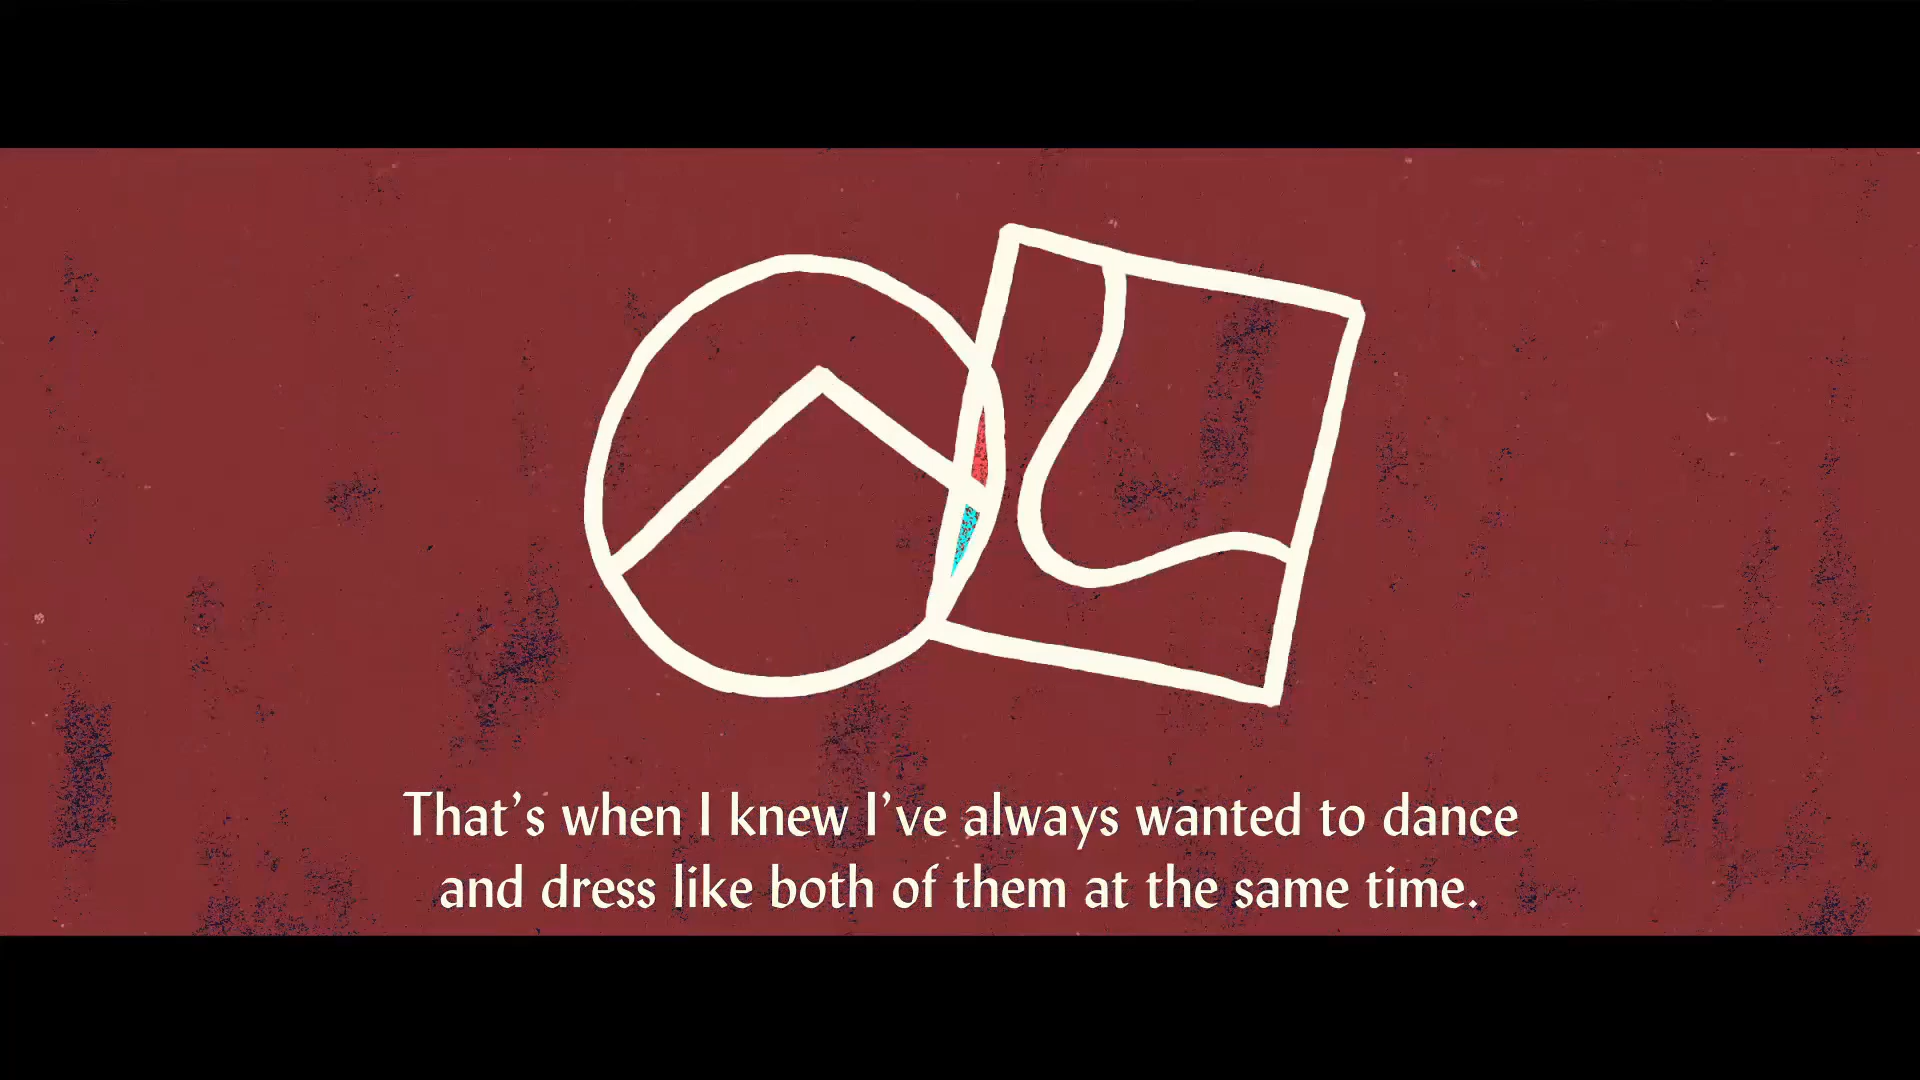 That’s when I knew I’ve always wanted to dance
and dress like both of them at the same time.